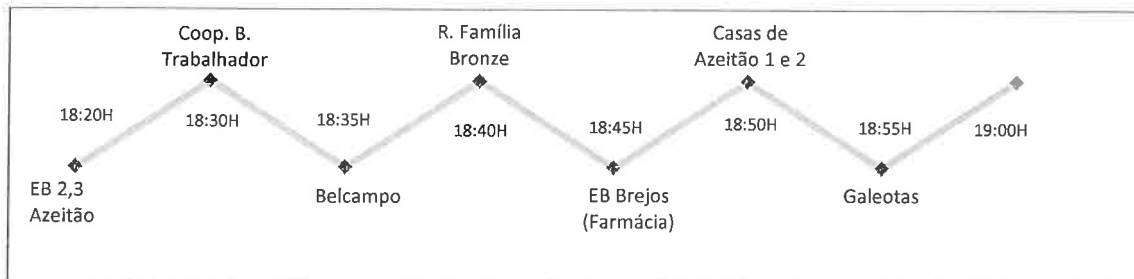 Coop. B.
Trabalhador
R. Família
Bronze
Casas de
Azeitão 1 e 2
18:20H
18:30H
18:35H
18:40H
18:45H
18:50H
18:55H
19:00H
EB 2,3
Azeitão
Belcampo
EB Brejos
(Farmácia)
Galeotas